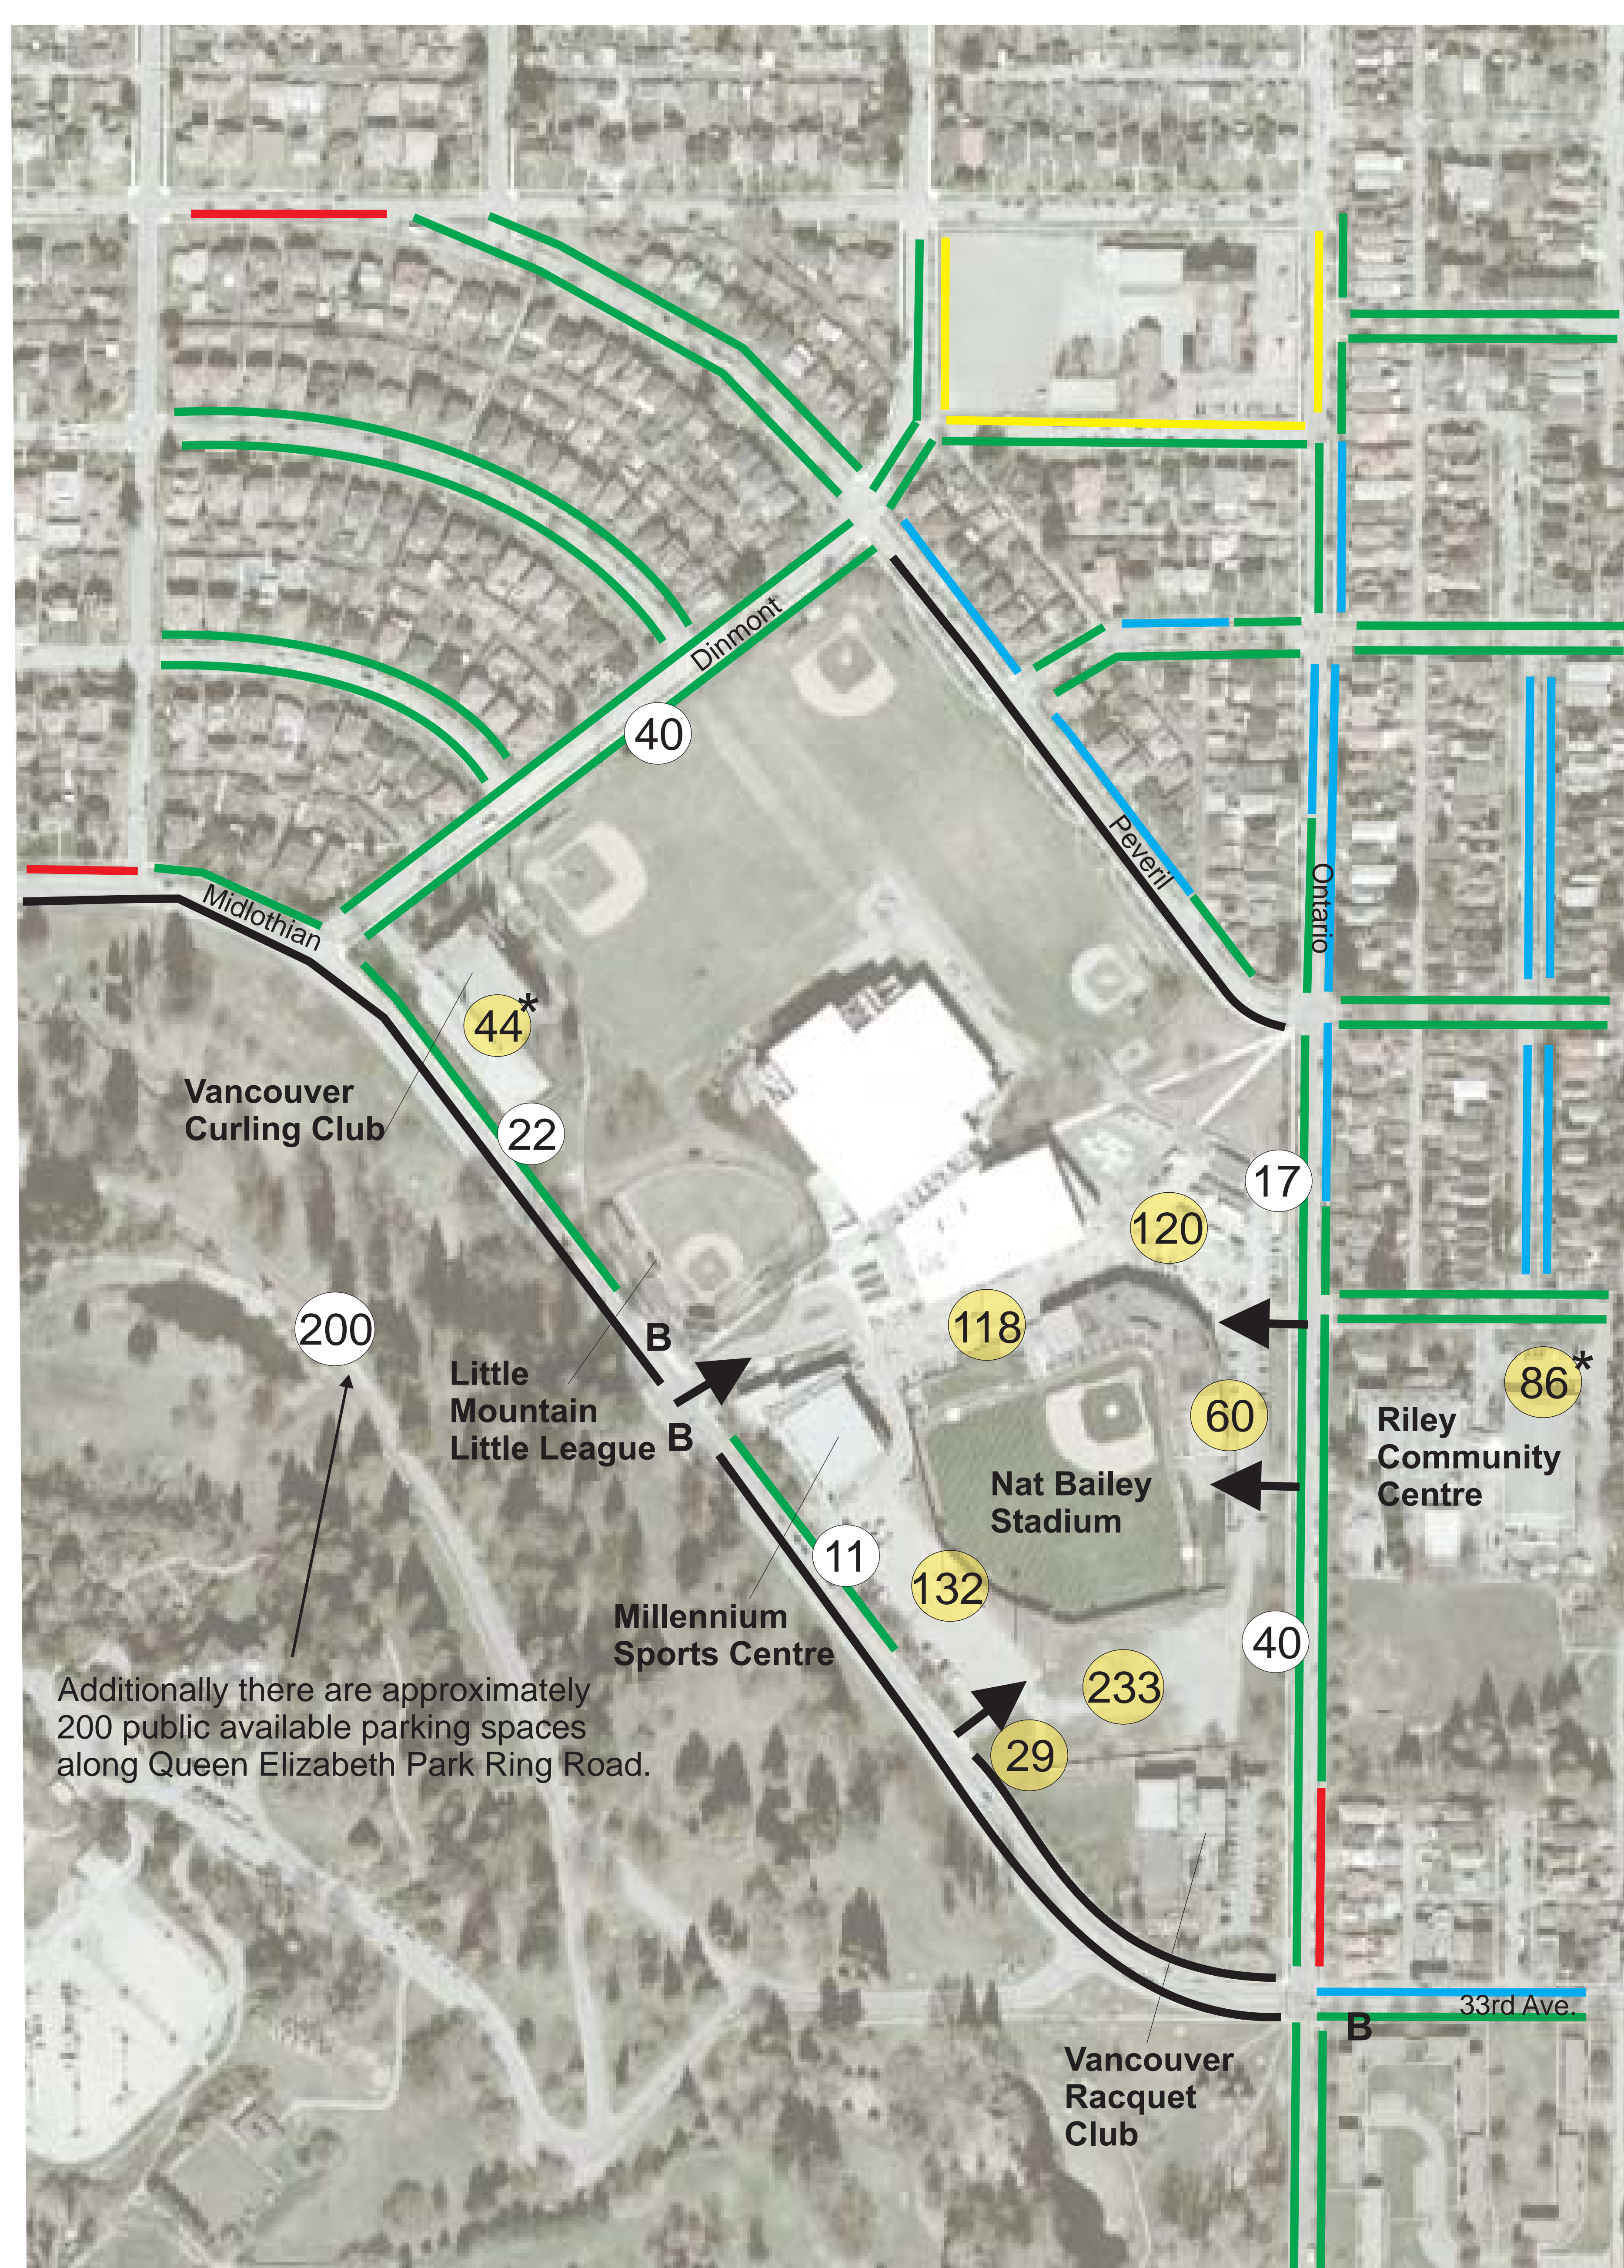 Dinmont
40
Peveril
Ontario
Midlothian
44*
Vancouver
Curling Club
22
17
120
200
118
B
Little
Mountain
Little League
B
86*
60
Riley
Community
Centre
Nat Bailey
Stadium
11
132
Millennium
Sports Centre
40
233
29
Additionally there are approximately
200 public available parking spaces
along Queen Elizabeth Park Ring Road.
33rd Ave.
B
Vancouver
Racquet
Club